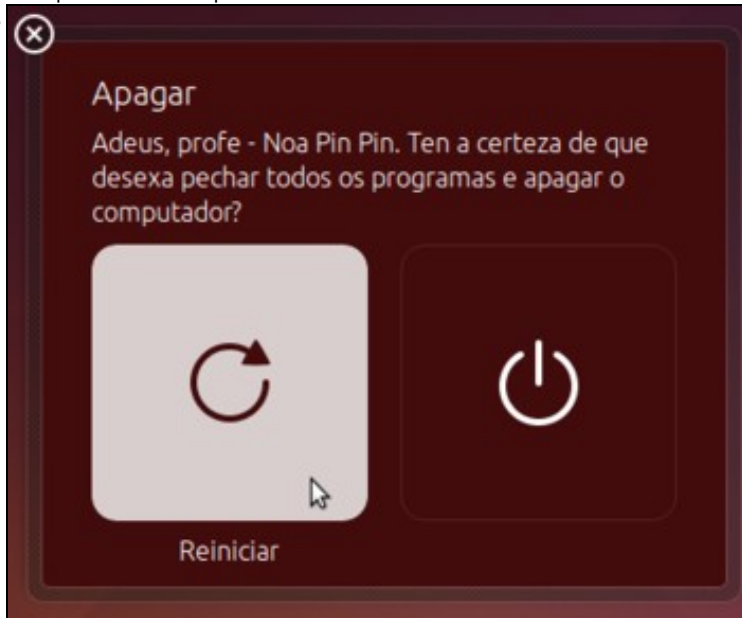 Apagar
Adeus, profe - Noa Pin Pin. Ten a certeza de que
desexa pechar todos os programas e apagar o
computador?
Reiniciar